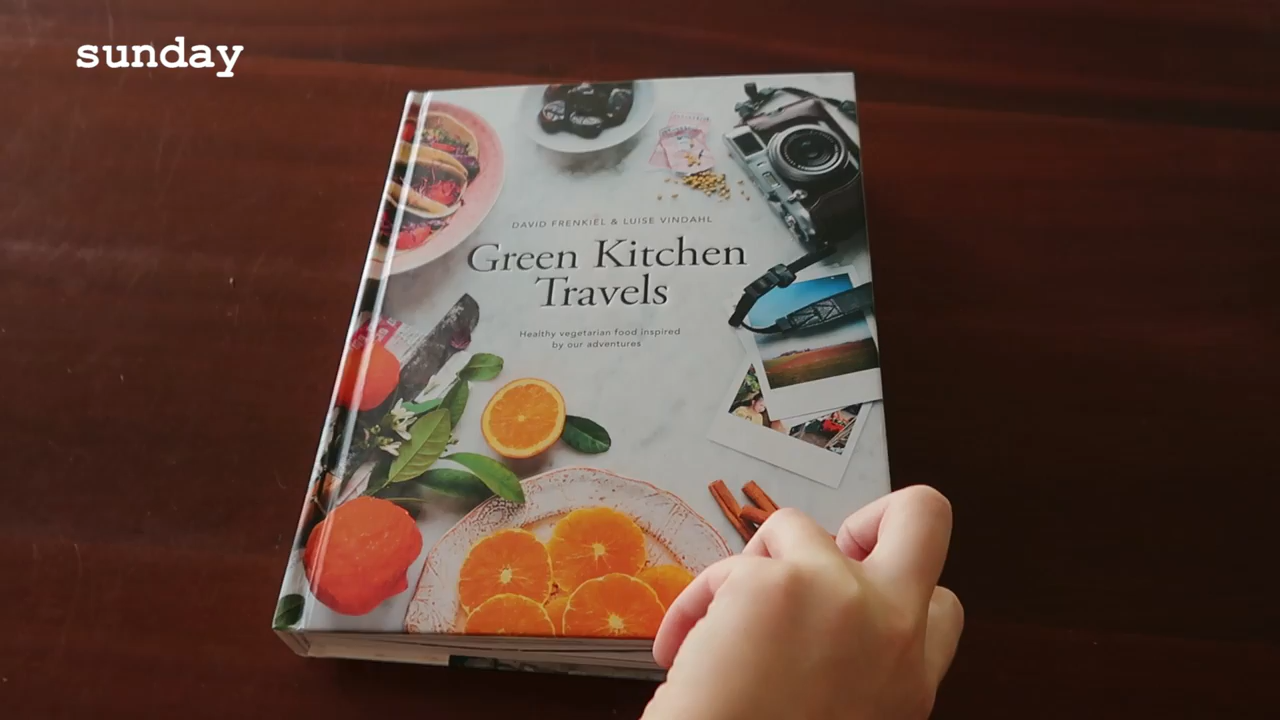 sunday
DAVID FRENKIEL & LUISE VINDAHL
Green Kitchen
Travels
Healthy vegetarian food inspired
by our adventures